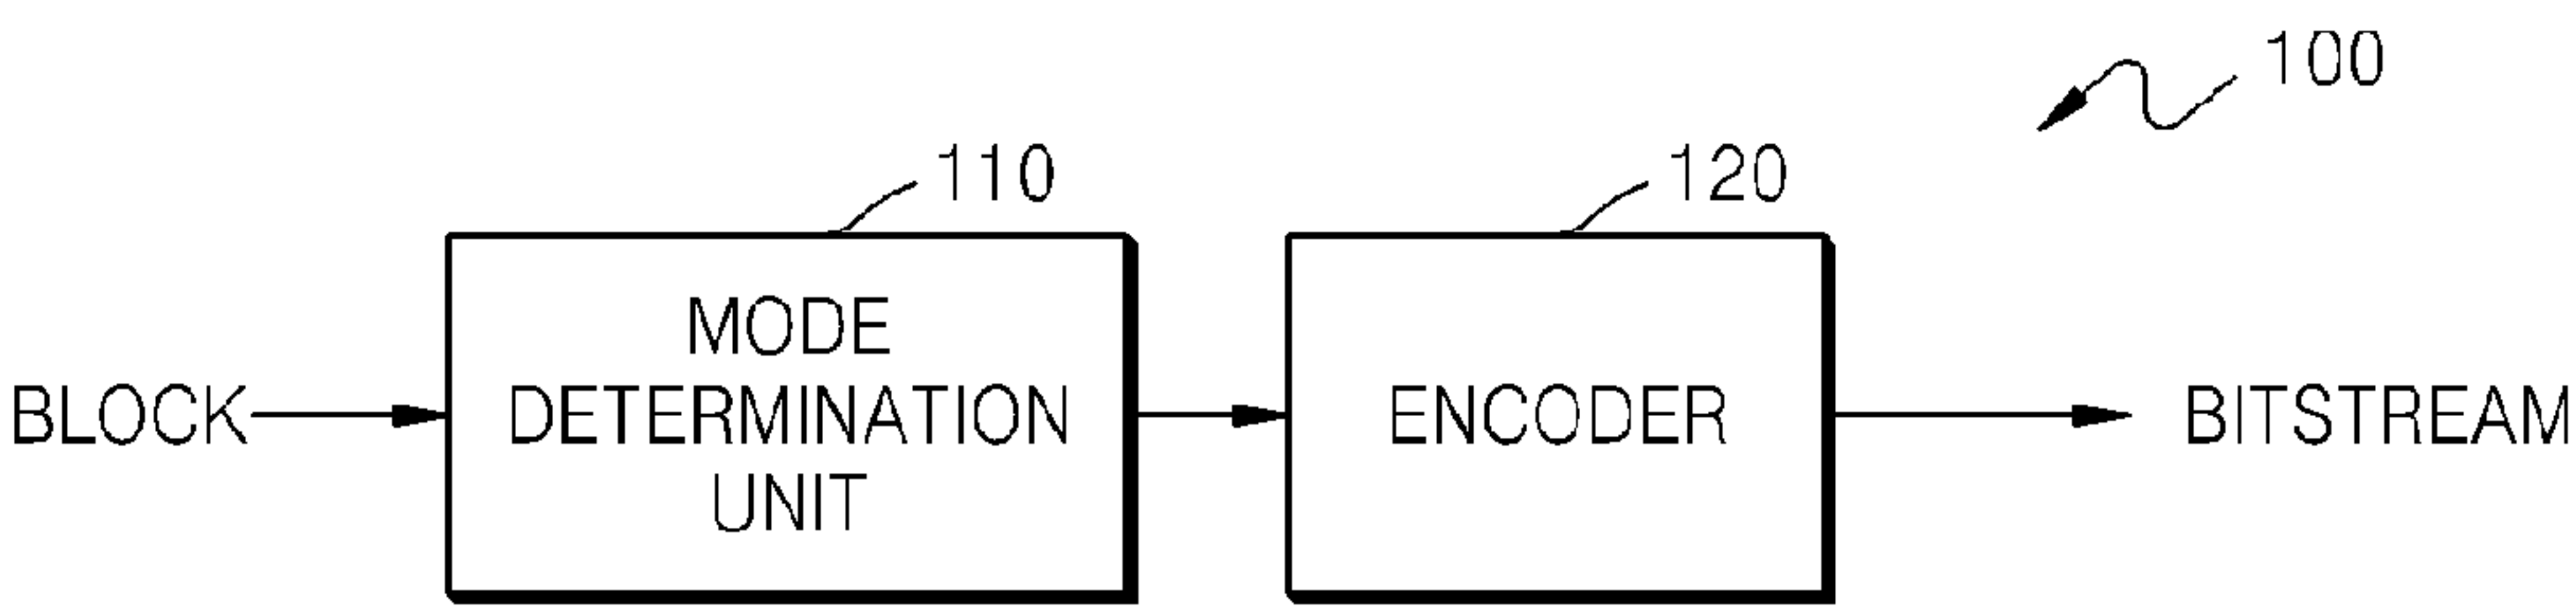 100
110
120
BLOCK
MODE
DETERMINATION
UNIT
ENCODER
BITSTREAM